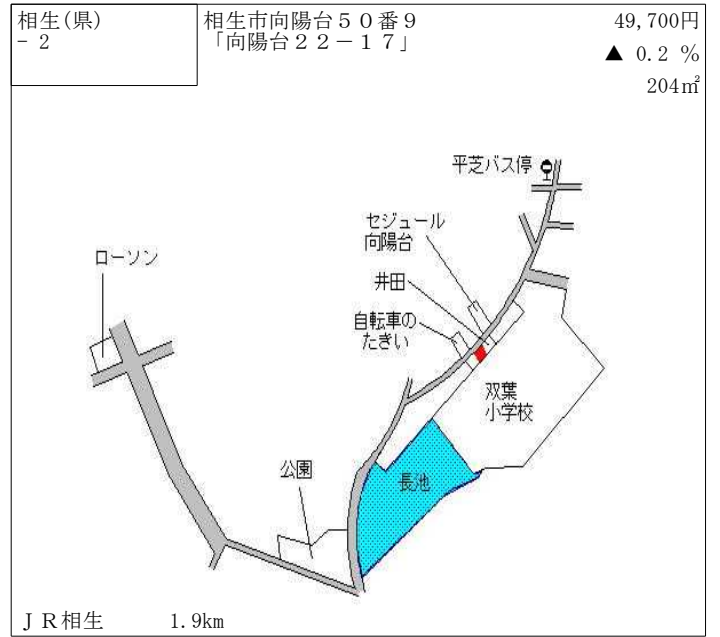 相生(県)
- 2
相生市向陽台５０番９
「向陽台２２－１７」
49,700円
▲ 0.2 %
204㎡
平芝バス停
セジュール
向陽台
ローソン
井田
自転車の
たきい
双葉
小学校
長池
公園
ＪＲ相生 1.9km